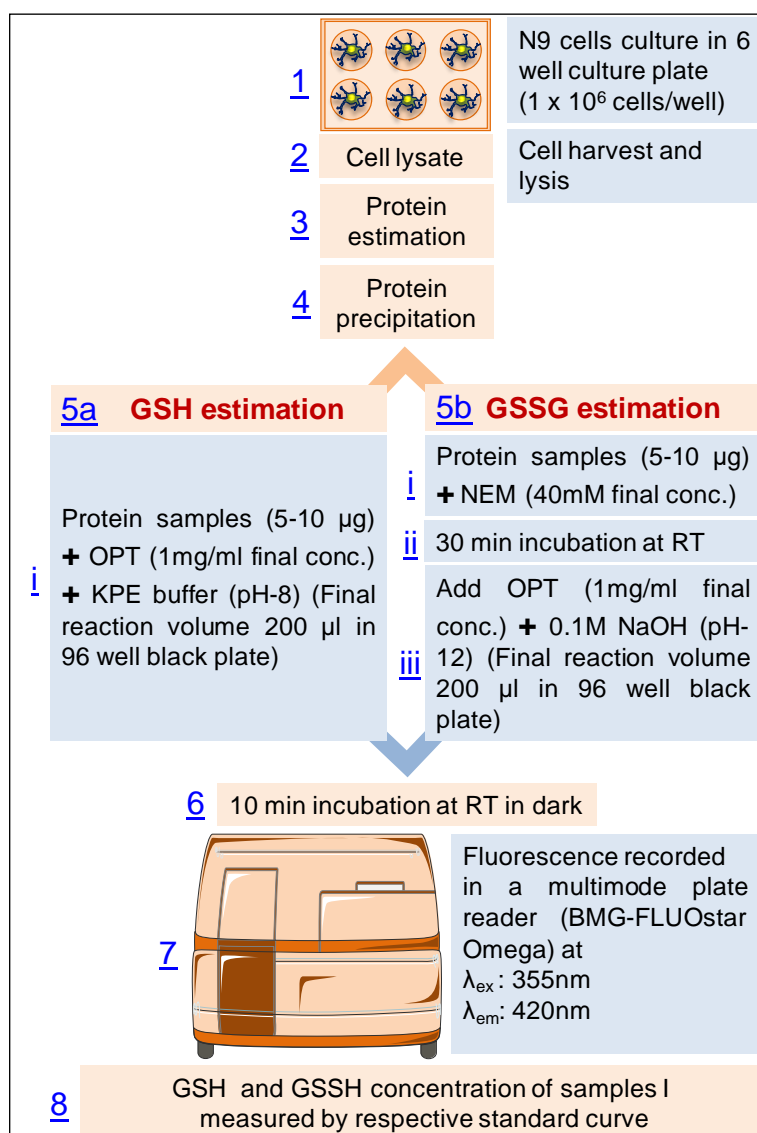 1
N9 cells culture in 6
well culture plate
(1 x 10⁶ cells/well)
2
Cell lysate
Cell harvest and
lysis
3
Protein
estimation
4
Protein
precipitation
5a GSH estimation
i
Protein samples (5-10 µg)
+ OPT (1mg/ml final conc.)
+ KPE buffer (pH-8) (Final
reaction volume 200 µl in
96 well black plate)
5b GSSG estimation
i
Protein samples (5-10 µg)
+ NEM (40mM final conc.)
ii
30 min incubation at RT
iii
Add OPT (1mg/ml final
conc.) + 0.1M NaOH (pH-
12) (Final reaction volume
200 µl in 96 well black
plate)
6
10 min incubation at RT in dark
7
Fluorescence recorded
in a multimode plate
reader (BMG-FLUOstar
Omega) at
λex : 355nm
λem: 420nm
8
GSH and GSSH concentration of samples I
measured by respective standard curve